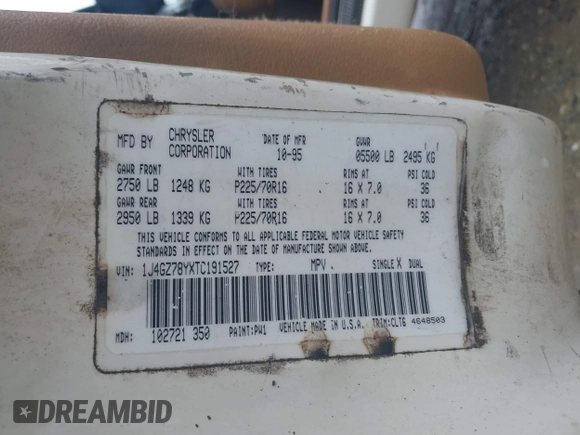 MFD BY CHRYSLER CORPORATION DATE OF MFR 10-95 GVWR 05500 LB 2495 KG
GAWR FRONT WITH TIRES RIMS AT PSI COLD
2750 LB 1248 KG P225/70R16 16 X 7.0 36
GAWR REAR WITH TIRES RIMS AT PSI COLD
2950 LB 1339 KG P225/70R16 16 X 7.0 36
THIS VEHICLE CONFORMS TO ALL APPLICABLE FEDERAL MOTOR VEHICLE SAFETY
STANDARDS IN EFFECT ON THE DATE OF MANUFACTURE SHOWN ABOVE.
VIN: 1J4GZ78YXTC191527 TYPE: MPV. SINGLE X DUAL
MDH: 102721 350 PAINT:PW1 VEHICLE MADE IN U.S.A. TRIM:CLT6 4648503
DREAMBID